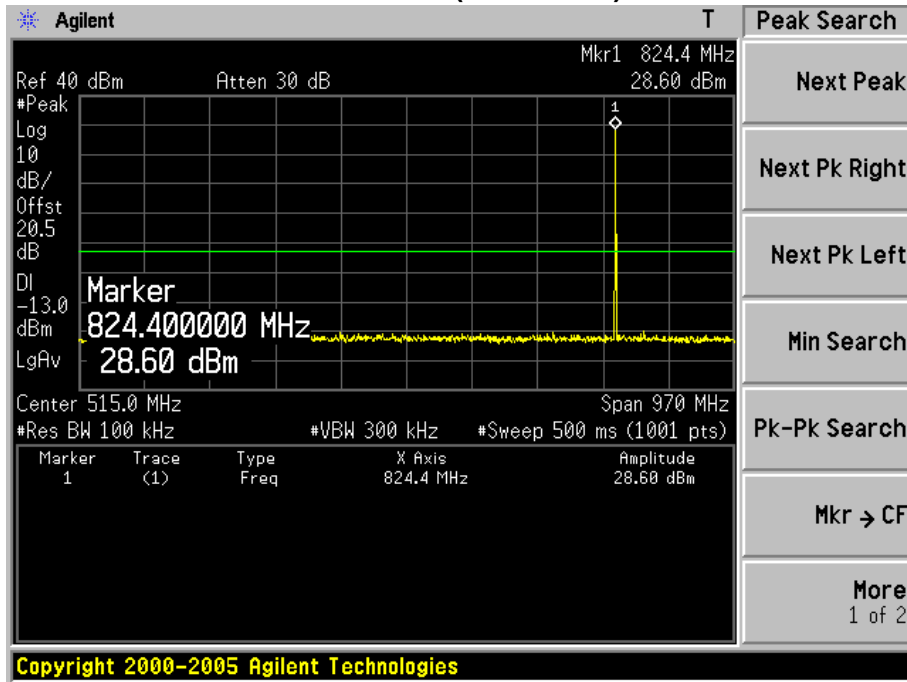 Agilent T
Mkr1 824.4 MHz
Ref 40 dBm Atten 30 dB 28.60 dBm
#Peak
Log
10
dB/
Offst
20.5
dB
DI
-13.0
dBm
LgAv
1
Marker
824.400000 MHz
28.60 dBm
Center 515.0 MHz Span 970 MHz
#Res BW 100 kHz #VBW 300 kHz #Sweep 500 ms (1001 pts)
Marker Trace Type X Axis Amplitude
1 (1) Freq 824.4 MHz 28.60 dBm
Peak Search
Next Peak
Next Pk Right
Next Pk Left
Min Search
Pk-Pk Search
Mkr → CF
More
1 of 2
Copyright 2000-2005 Agilent Technologies